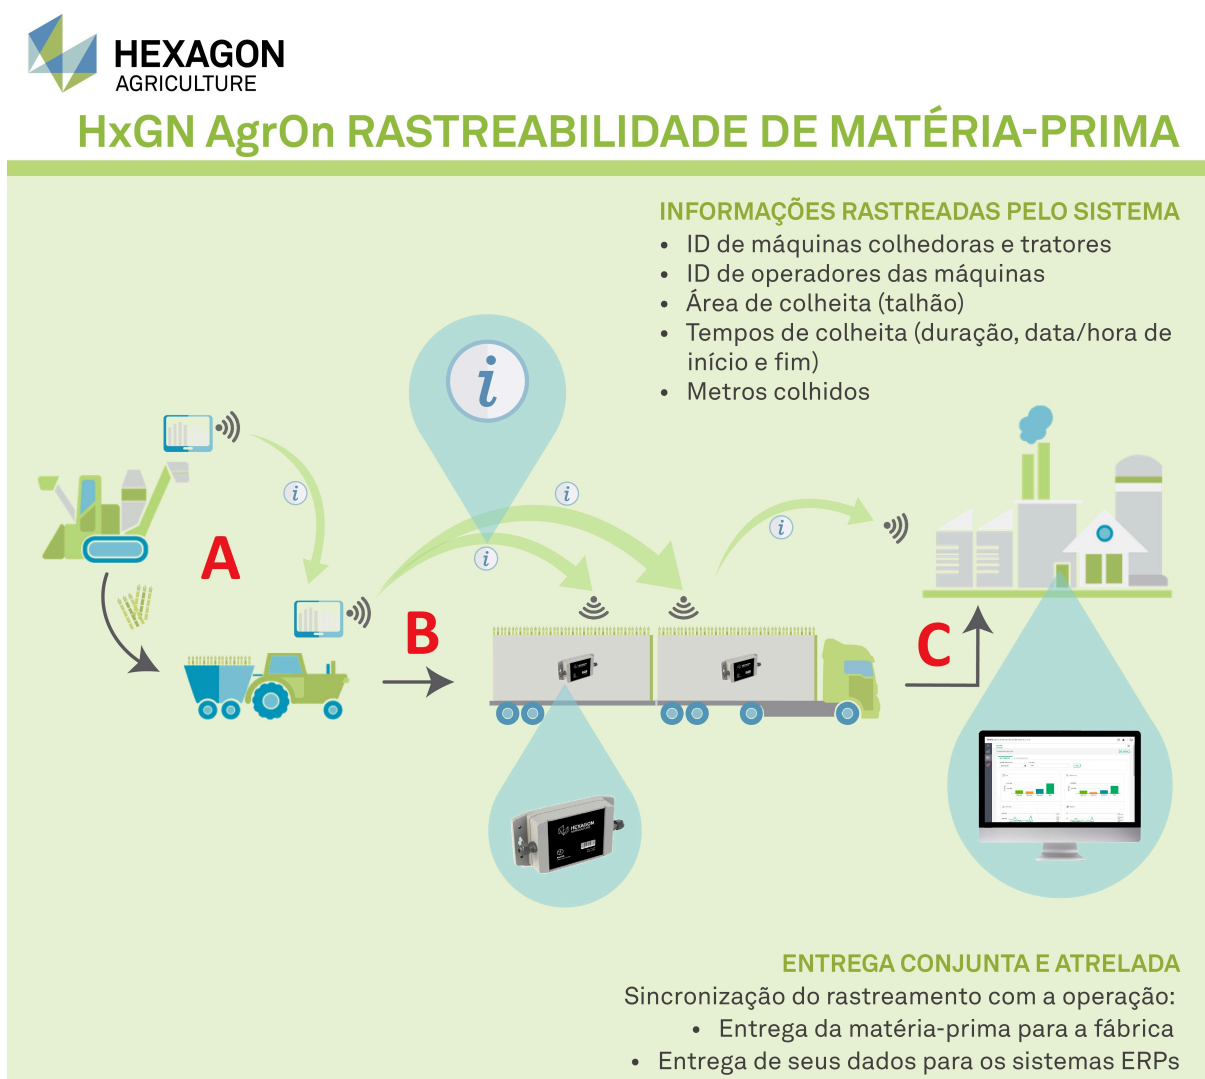 HEXAGON
AGRICULTURE
HxGN AgrOn RASTREABILIDADE DE MATÉRIA-PRIMA
INFORMAÇÕES RASTREADAS PELO SISTEMA
• ID de máquinas colhedoras e tratores
• ID de operadores das máquinas
• Área de colheita (talhão)
• Tempos de colheita (duração, data/hora de
início e fim)
• Metros colhidos
i
i
i
i
i
A
B
C
HEXAGON
ENTREGA CONJUNTA E ATRELADA
Sincronização do rastreamento com a operação:
• Entrega da matéria-prima para a fábrica
• Entrega de seus dados para os sistemas ERPs